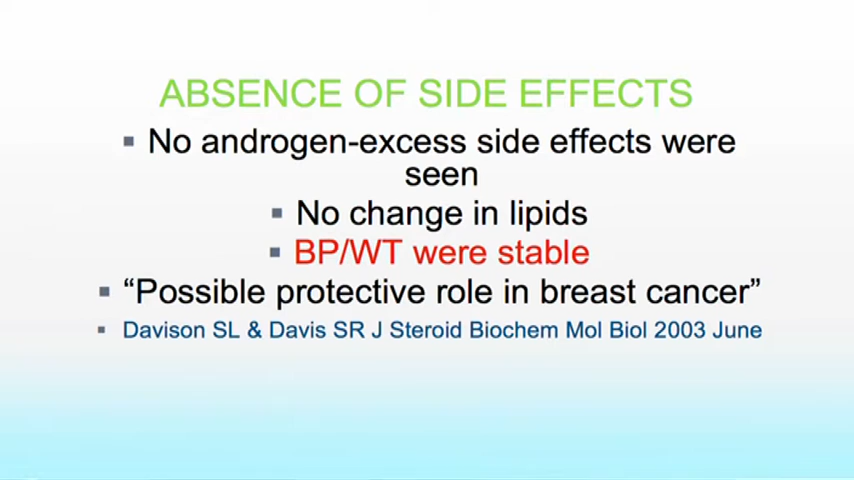 ABSENCE OF SIDE EFFECTS
▪ No androgen-excess side effects were
seen
▪ No change in lipids
▪ BP/WT were stable
▪ “Possible protective role in breast cancer”
▪ Davison SL & Davis SR J Steroid Biochem Mol Biol 2003 June